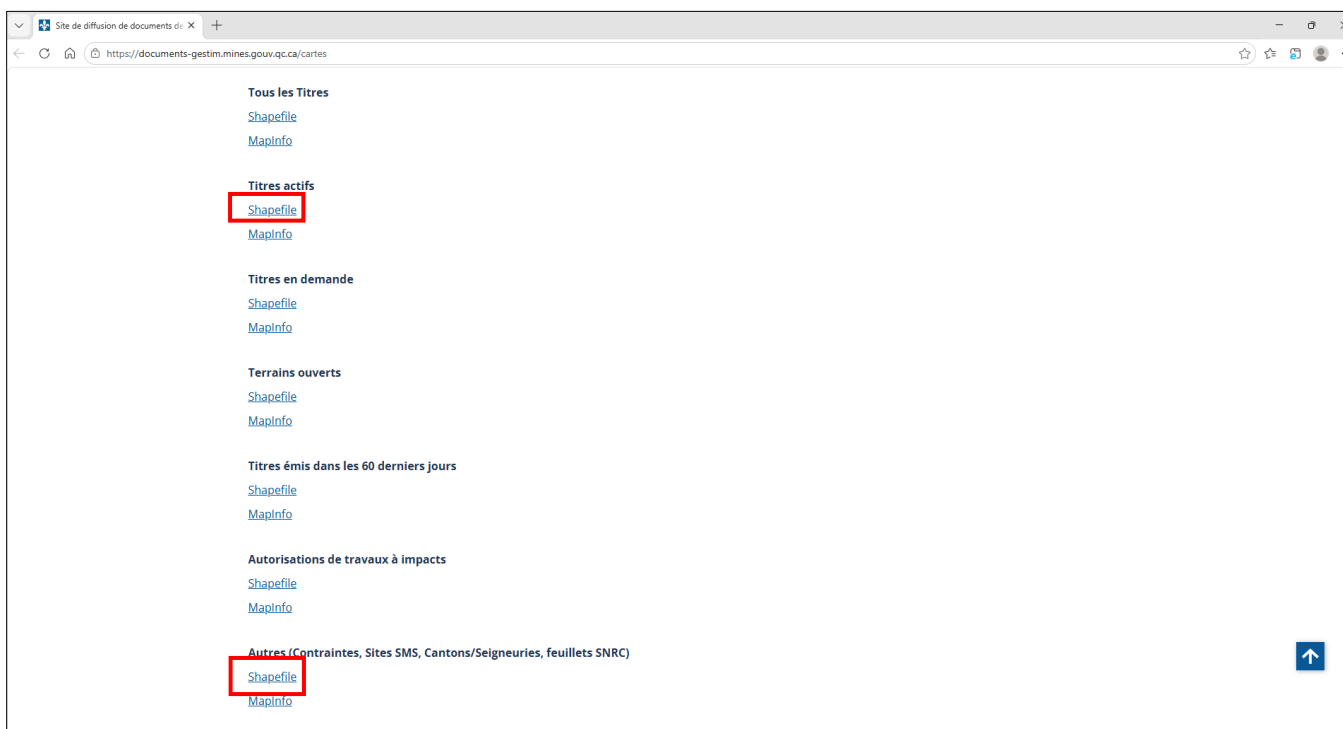 Site de diffusion de documents de
https://documents-gestim.mines.gouv.qc.ca/cartes
Tous les Titres
Shapefile
MapInfo
Titres actifs
Shapefile
MapInfo
Titres en demande
Shapefile
MapInfo
Terrains ouverts
Shapefile
MapInfo
Titres émis dans les 60 derniers jours
Shapefile
MapInfo
Autorisations de travaux à impacts
Shapefile
MapInfo
Autres (Contraintes, Sites SMS, Cantons/Seigneuries, feuillets SNRC)
Shapefile
MapInfo